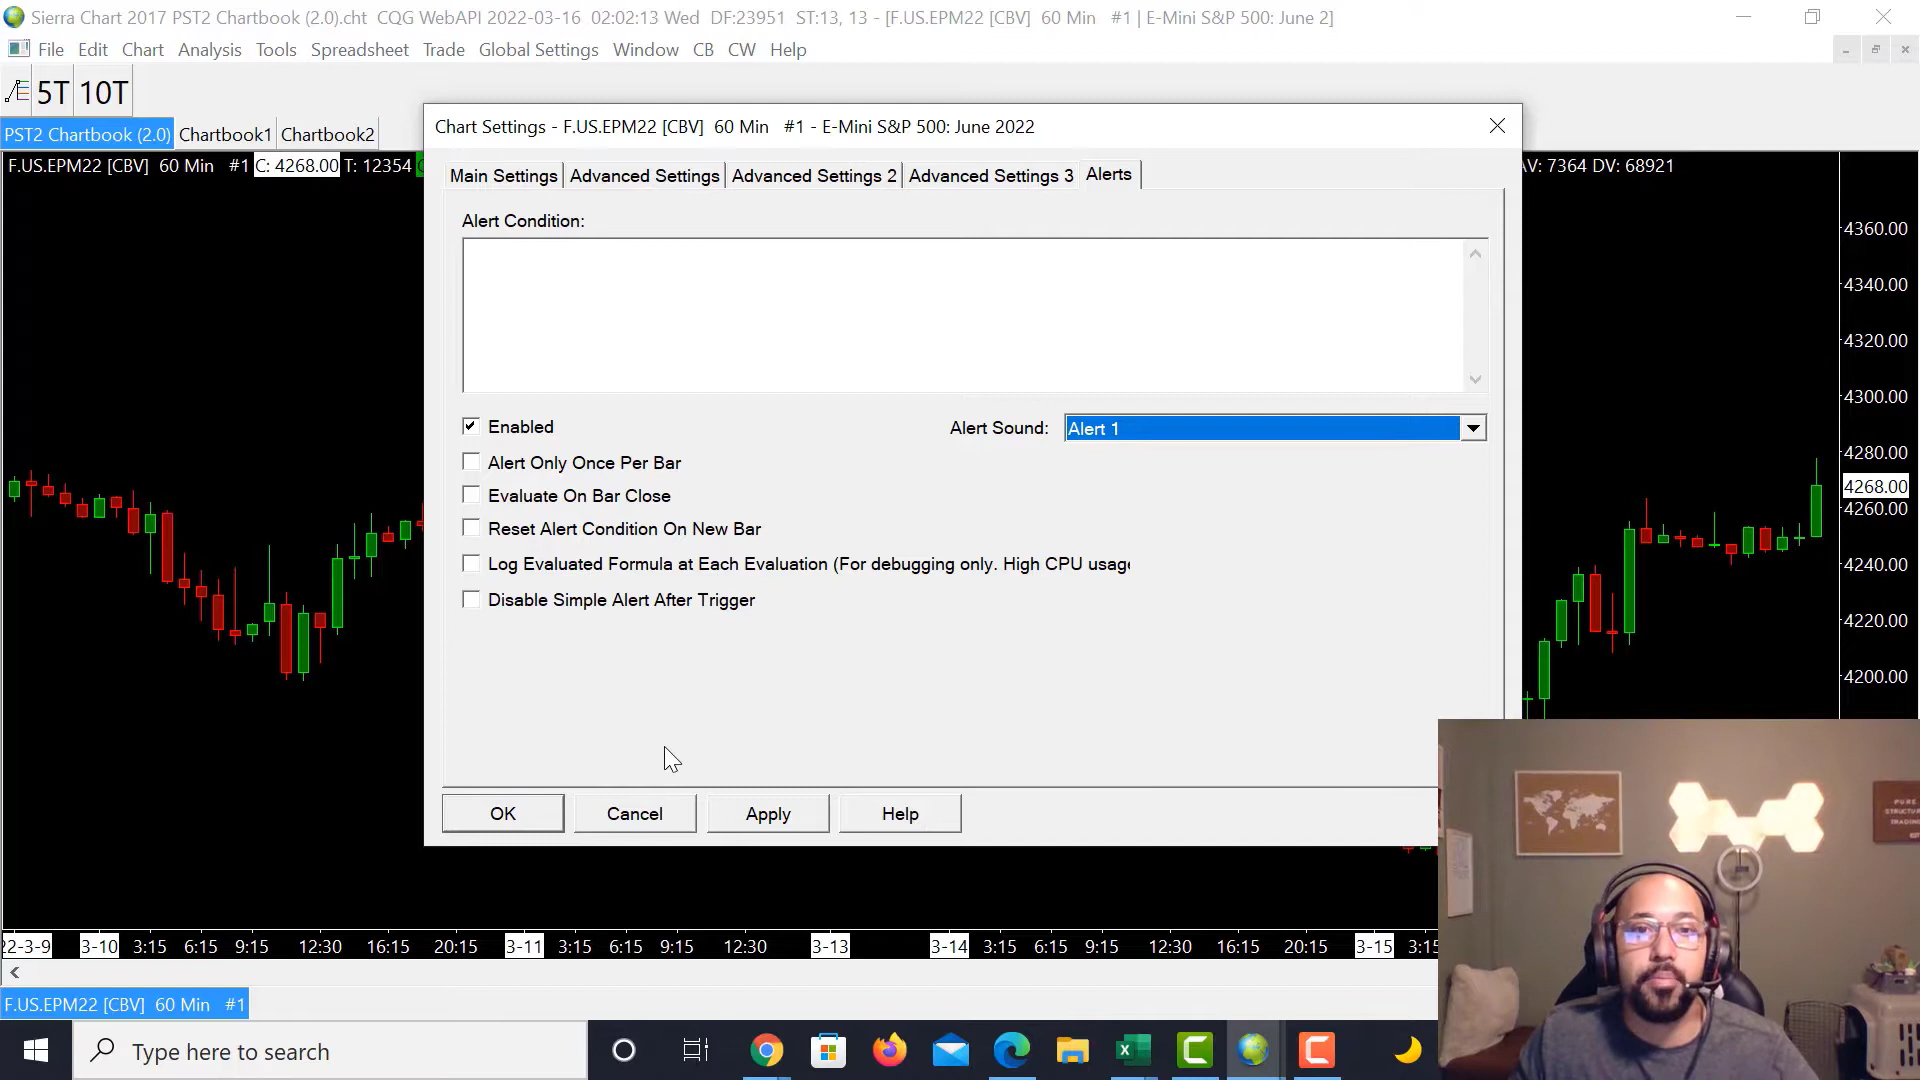 Sierra Chart 2017 PST2 Chartbook (2.0).cht CQG WebAPI 2022-03-16 02:02:13 Wed DF:23951 ST:13, 13 - [F.US.EPM22 [CBV] 60 Min #1 | E-Mini S&P 500: June 2]
File Edit Chart Analysis Tools Spreadsheet Trade Global Settings Window CB CW Help
5T 10T
PST2 Chartbook (2.0) Chartbook1 Chartbook2
F.US.EPM22 [CBV] 60 Min #1 C: 4268.00 T: 12354
AV: 7364 DV: 68921
Chart Settings - F.US.EPM22 [CBV] 60 Min #1 - E-Mini S&P 500: June 2022
Main Settings Advanced Settings Advanced Settings 2 Advanced Settings 3 Alerts
Alert Condition:
Enabled
Alert Sound: Alert 1
Alert Only Once Per Bar
Evaluate On Bar Close
Reset Alert Condition On New Bar
Log Evaluated Formula at Each Evaluation (For debugging only. High CPU usage
Disable Simple Alert After Trigger
OK Cancel Apply Help
4360.00
4340.00
4320.00
4300.00
4280.00
4268.00
4260.00
4240.00
4220.00
4200.00
PURE
STRUCTURE
TRADING
22-3-9 3-10 3:15 6:15 9:15 12:30 16:15 20:15 3-11 3:15 6:15 9:15 12:30 3-13 3-14 3:15 6:15 9:15 12:30 16:15 20:15 3-15 3:15
F.US.EPM22 [CBV] 60 Min #1
Type here to search